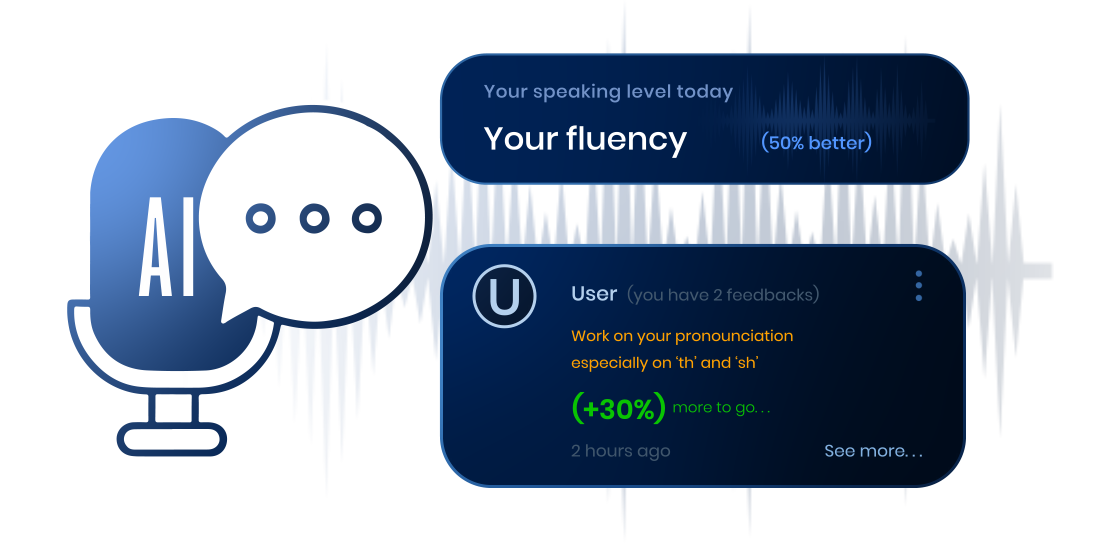 AI
Your speaking level today
Your fluency (50% better)
U
User (you have 2 feedbacks)
Work on your pronounciation
especially on ‘th’ and ‘sh’
(+30%) more to go...
2 hours ago See more...